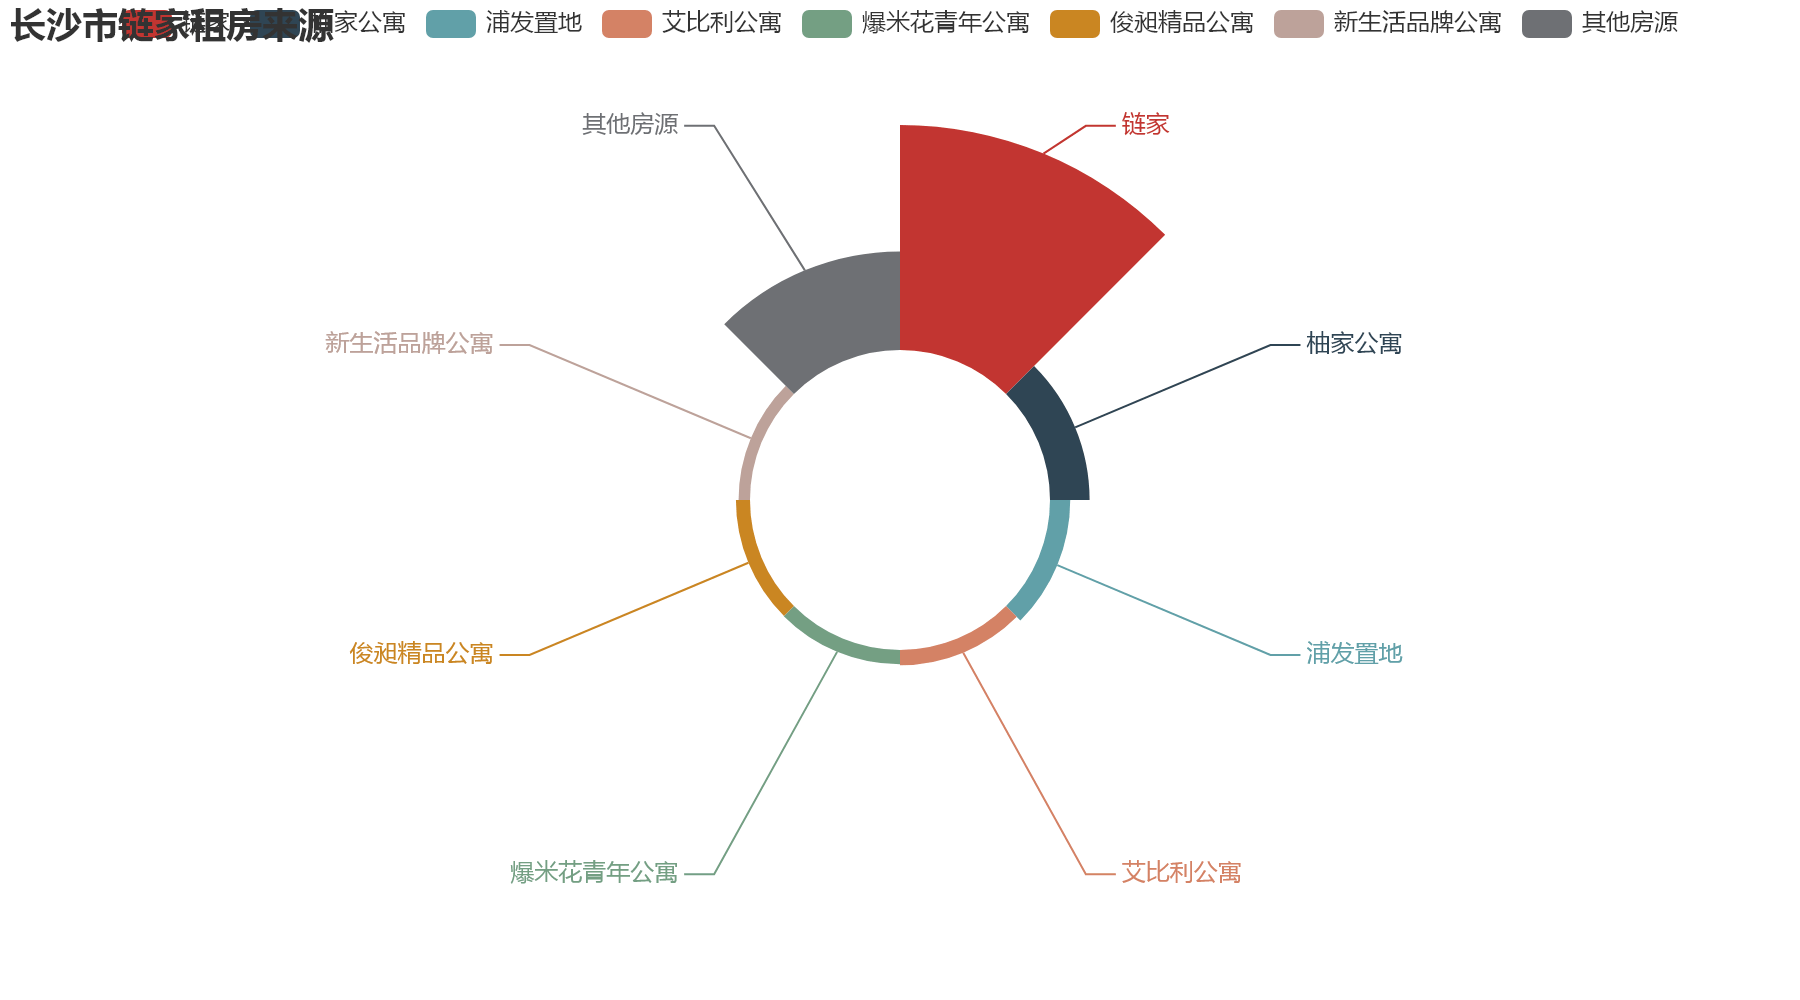 长沙市链家租房来源
家公寓
浦发置地
艾比利公寓
爆米花青年公寓
俊昶精品公寓
新生活品牌公寓
其他房源
其他房源
链家
新生活品牌公寓
柚家公寓
俊昶精品公寓
浦发置地
爆米花青年公寓
艾比利公寓